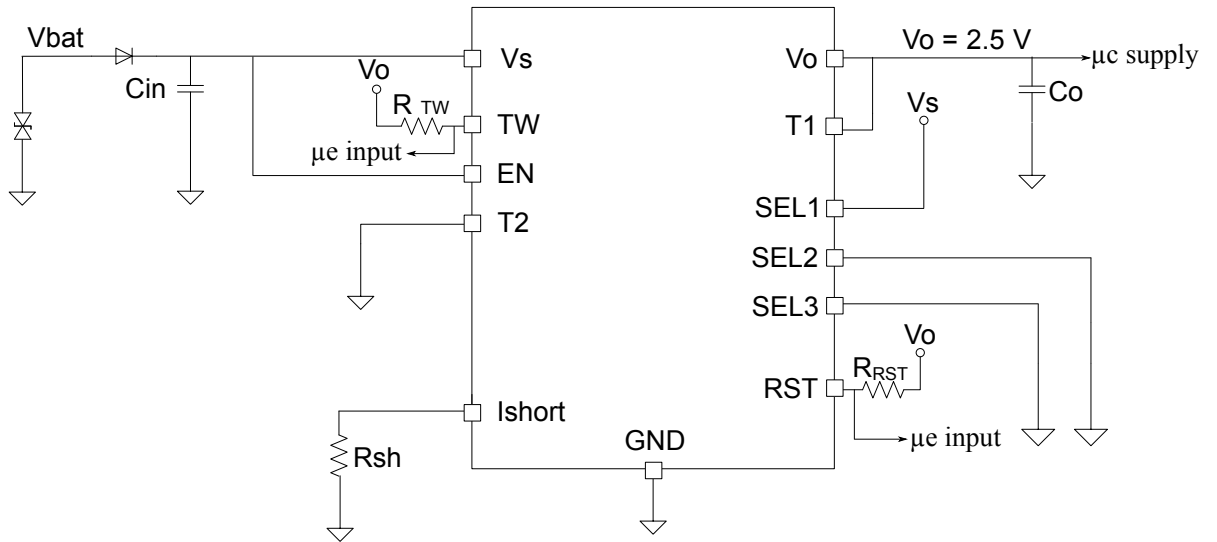 Vbat
Cin
Vo
R TW
µe input
Vs
TW
EN
T2
Ishort
Rsh
GND
Vo
T1
SEL1
SEL2
SEL3
RST
Vo = 2.5 V
µc supply
Co
Vs
Vo
RRST
µe input